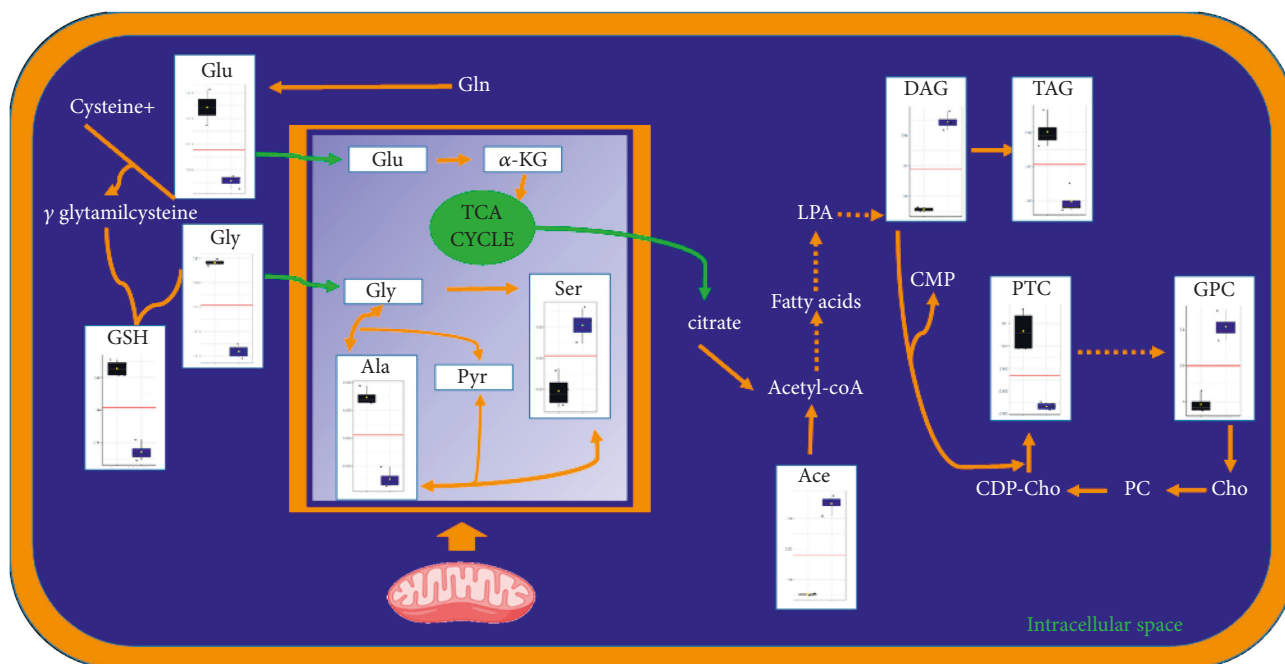 Glu
Gln
Cysteine+
γ glytamilcysteine
Gly
GSH
Glu
α-KG
TCA
CYCLE
Gly
Ser
Ala
Pyr
citrate
LPA
Fatty acids
Acetyl-coA
Ace
DAG
TAG
CMP
PTC
GPC
CDP-Cho
PC
Cho
Intracellular space